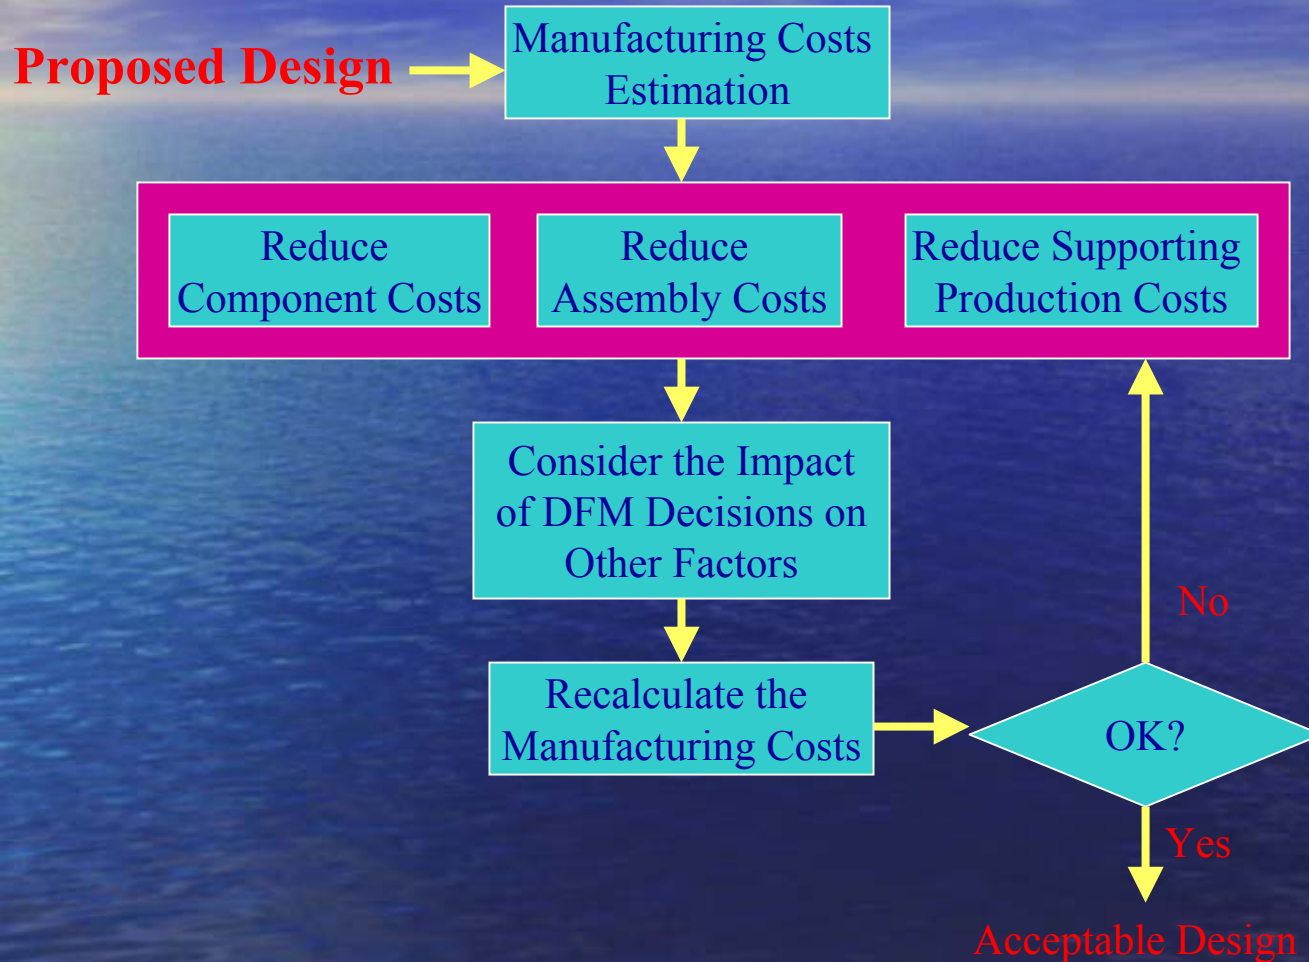 Proposed Design
Manufacturing Costs
Estimation
Reduce
Component Costs
Reduce
Assembly Costs
Reduce Supporting
Production Costs
Consider the Impact
of DFM Decisions on
Other Factors
Recalculate the
Manufacturing Costs
OK?
No
Yes
Acceptable Design